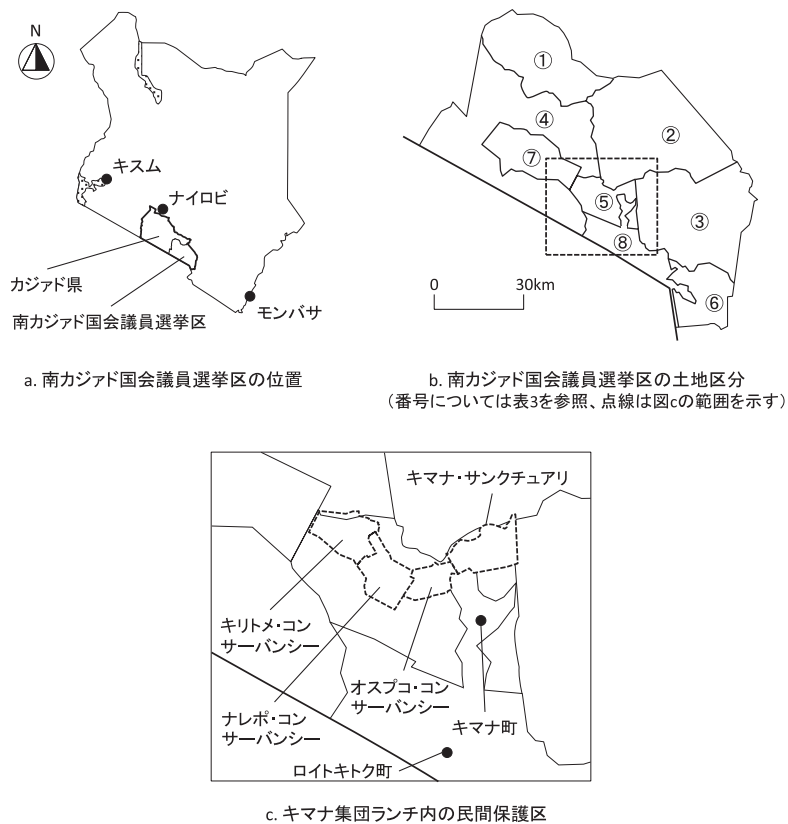 N
キスム
ナイロビ
カジァド県
南カジァド国会議員選挙区
モンバサ
a. 南カジァド国会議員選挙区の位置
①
②
④
⑦
⑤
③
⑧
⑥
0
30km
b. 南カジァド国会議員選挙区の土地区分
（番号については表3を参照、点線は図cの範囲を示す）
キマナ・サンクチュアリ
キリトメ・コン
サーバンシー
オスプコ・コン
サーバンシー
ナレポ・コン
サーバンシー
キマナ町
ロイトキトク町
c. キマナ集団ランチ内の民間保護区